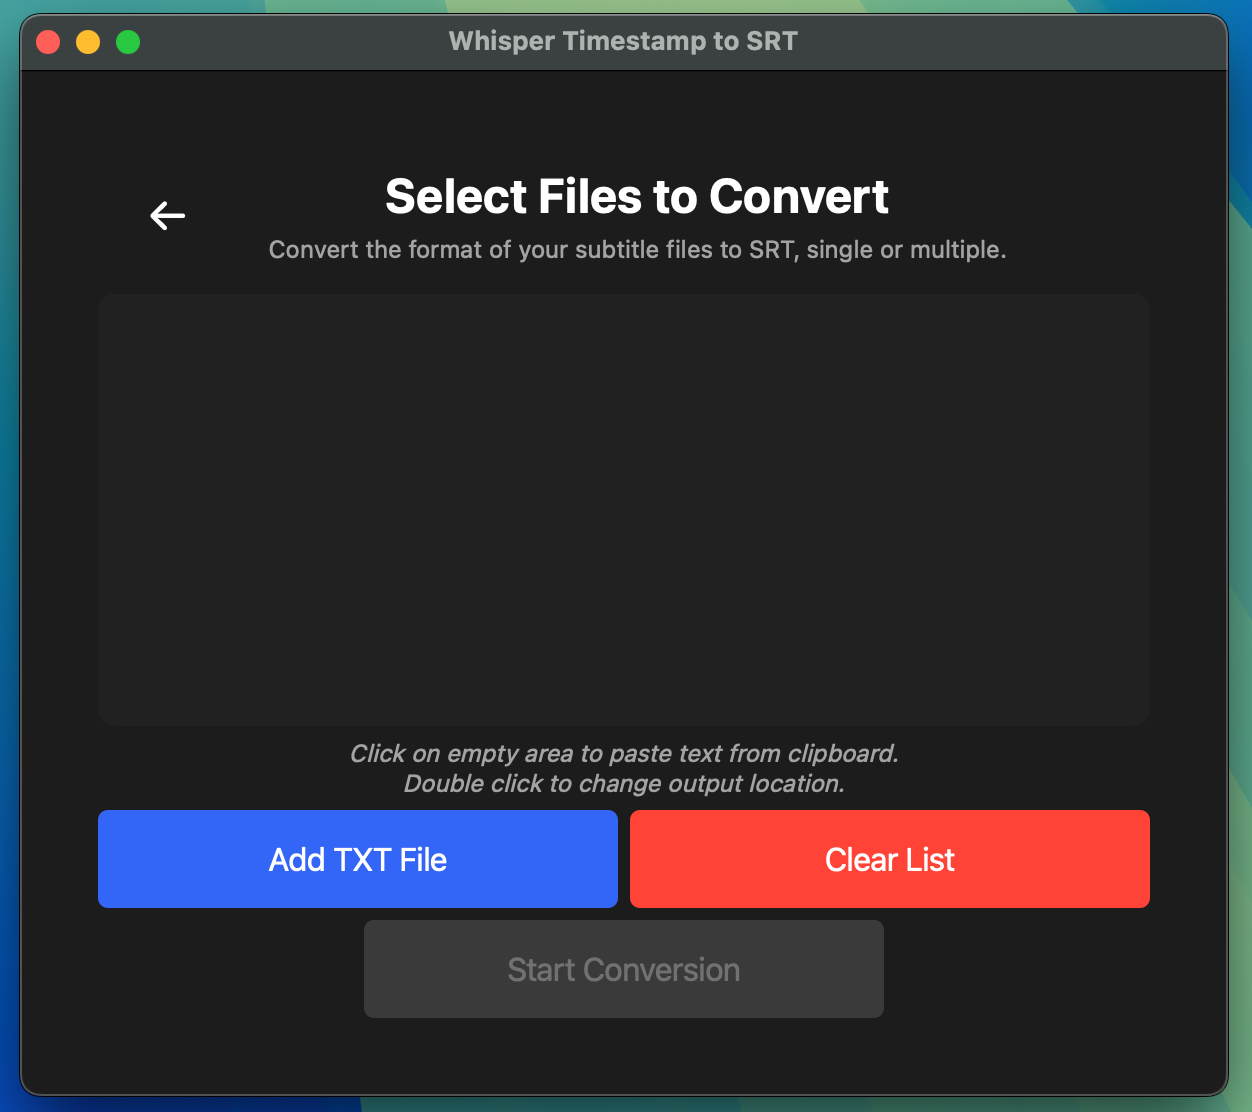 Whisper Timestamp to SRT
Select Files to Convert
Convert the format of your subtitle files to SRT, single or multiple.
Click on empty area to paste text from clipboard.
Double click to change output location.
Add TXT File
Clear List
Start Conversion